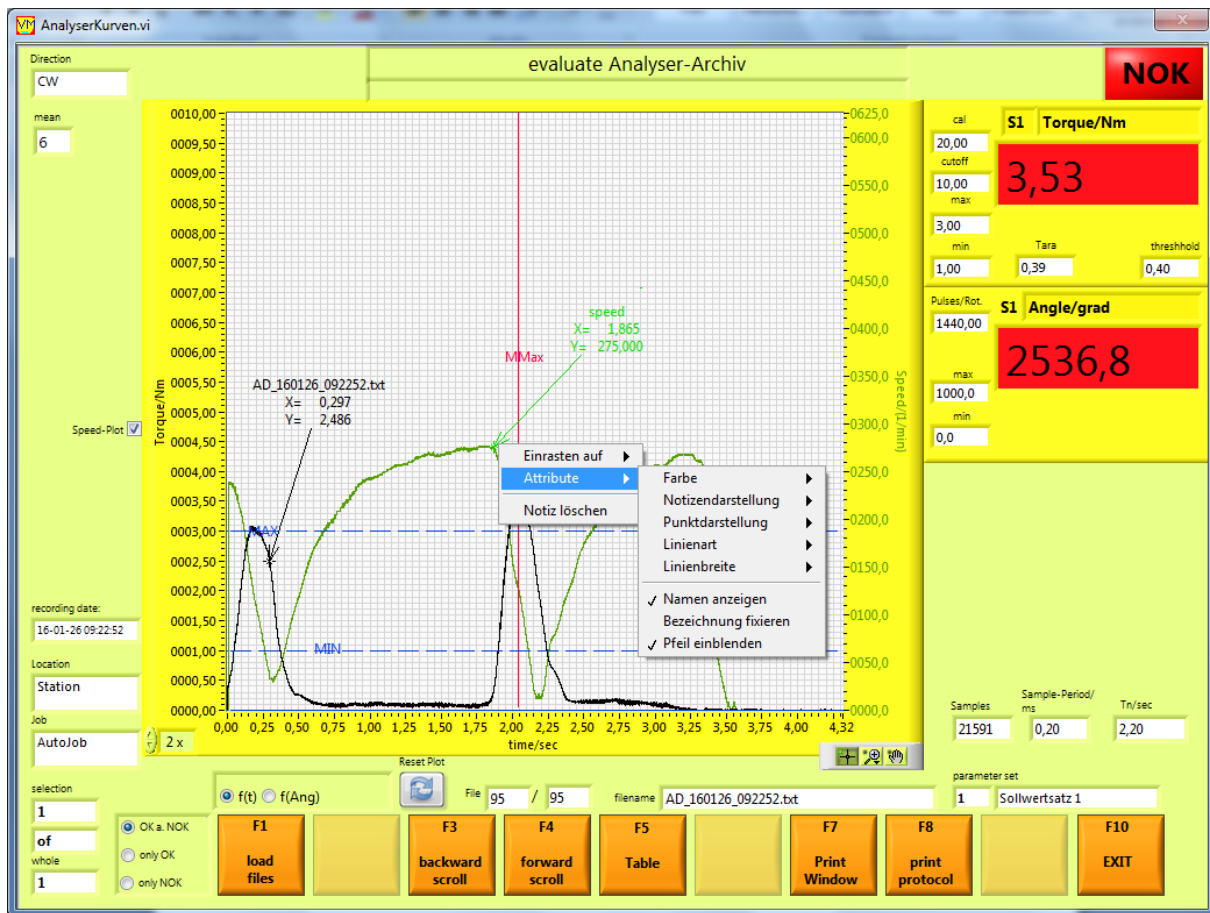 AnalyserKurven.vi
Direction
CW
evaluate Analyser-Archiv
NOK
mean
6
0010,00
0009,50
0009,00
0008,50
0008,00
0007,50
0007,00
0006,50
0006,00
0005,50
0005,00
0004,50
0004,00
0003,50
0003,00
0002,50
0002,00
0001,50
0001,00
0000,50
0000,00
Torque/Nm
0625,0
0600,0
0550,0
0500,0
0450,0
0400,0
0350,0
0300,0
0250,0
0200,0
0150,0
0100,0
0050,0
0000,0
Speed/(1/min)
speed
X= 1,865
Y= 275,000
MMax
AD_160126_092252.txt
X= 0,297
Y= 2,486
MAX
MIN
Einrasten auf
Attribute
Notiz löschen
Farbe
Notizendarstellung
Punktdarstellung
Linienart
Linienbreite
Namen anzeigen
Bezeichnung fixieren
Pfeil einblenden
0,00 0,25 0,50 0,75 1,00 1,25 1,50 1,75 2,00 2,25 2,50 2,75 3,00 3,25 3,50 3,75 4,00 4,32
time/sec
cal
20,00
cutoff
10,00
max
3,00
min
1,00
S1 Torque/Nm
3,53
Tara
0,39
threshhold
0,40
Pulses/Rot.
1440,00
S1 Angle/grad
2536,8
max
1000,0
min
0,0
Speed-Plot
recording date:
16-01-26 09:22:52
Location
Station
Job
AutoJob
2 x
Samples
21591
Sample-Period/
ms
0,20
Tn/sec
2,20
Reset Plot
f(t) f(Ang)
File 95 / 95
filename AD_160126_092252.txt
parameter set
1 Sollwertsatz 1
selection
1
of
whole
1
OK a. NOK
only OK
only NOK
F1
load
files
F3
backward
scroll
F4
forward
scroll
F5
Table
F7
Print
Window
F8
print
protocol
F10
EXIT